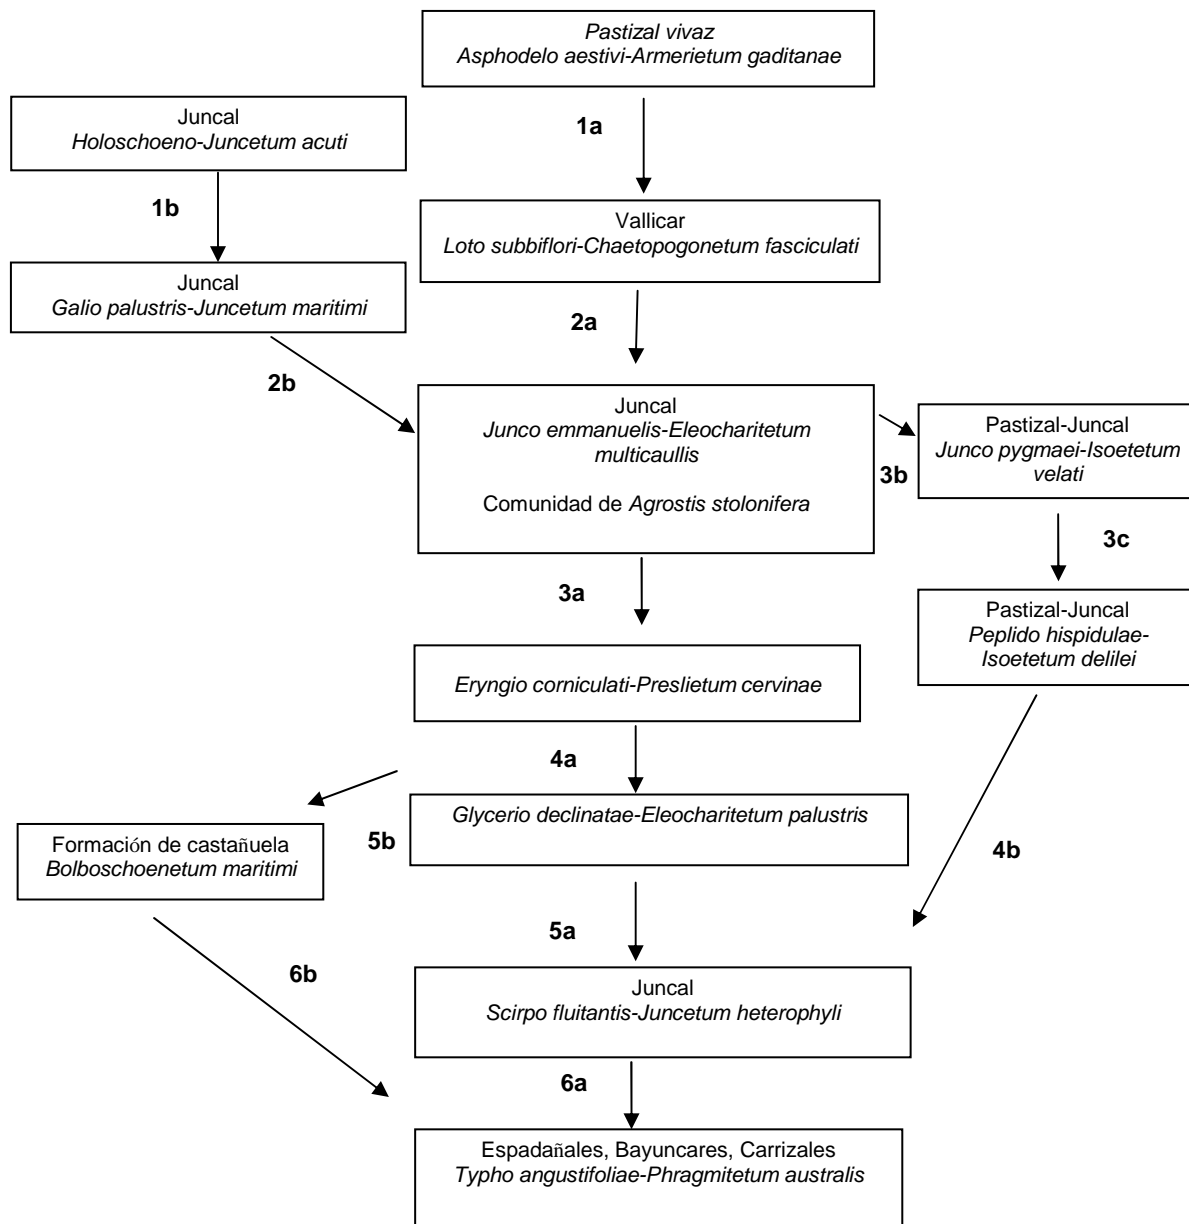 Pastizal vivaz
Asphodelo aestivi-Armerietum gaditanae
1a
Juncal
Holoschoeno-Juncetum acuti
1b
Vallicar
Loto subbiflori-Chaetopogonetum fasciculati
Juncal
Galio palustris-Juncetum maritimi
2a
2b
Juncal
Junco emmanuelis-Eleocharitetum
multicaullis
Comunidad de Agrostis stolonifera
3b
Pastizal-Juncal
Junco pygmaei-Isoetetum
velati
3c
3a
Pastizal-Juncal
Peplido hispidulae-
Isoetetum delilei
Eryngio corniculati-Preslietum cervinae
4a
Glycerio declinatae-Eleocharitetum palustris
5b
Formación de castañuela
Bolboschoenetum maritimi
4b
5a
6b
Juncal
Scirpo fluitantis-Juncetum heterophyli
6a
Espadañales, Bayuncares, Carrizales
Typho angustifoliae-Phragmitetum australis